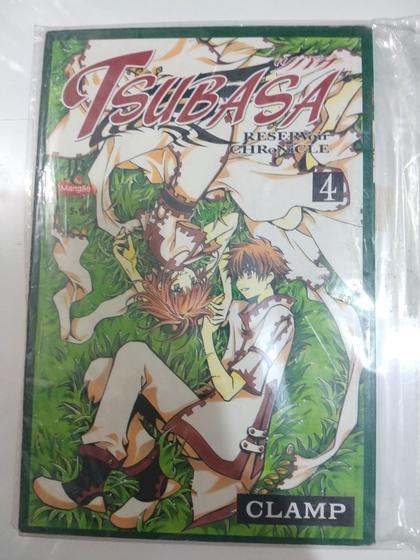 TSUBASA
ツバサ
RESERVoir
CHRoNiCLE
4
CLAMP